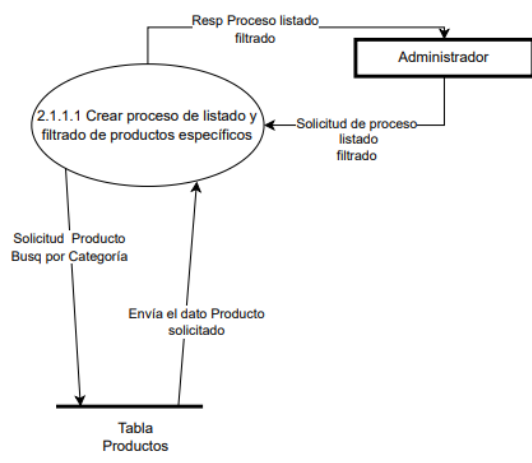 Resp Proceso listado
filtrado
Administrador
2.1.1.1 Crear proceso de listado y
filtrado de productos específicos
Solicitud de proceso
listado
filtrado
Solicitud Producto
Busq por Categoría
Envía el dato Producto
solicitado
Tabla
Productos